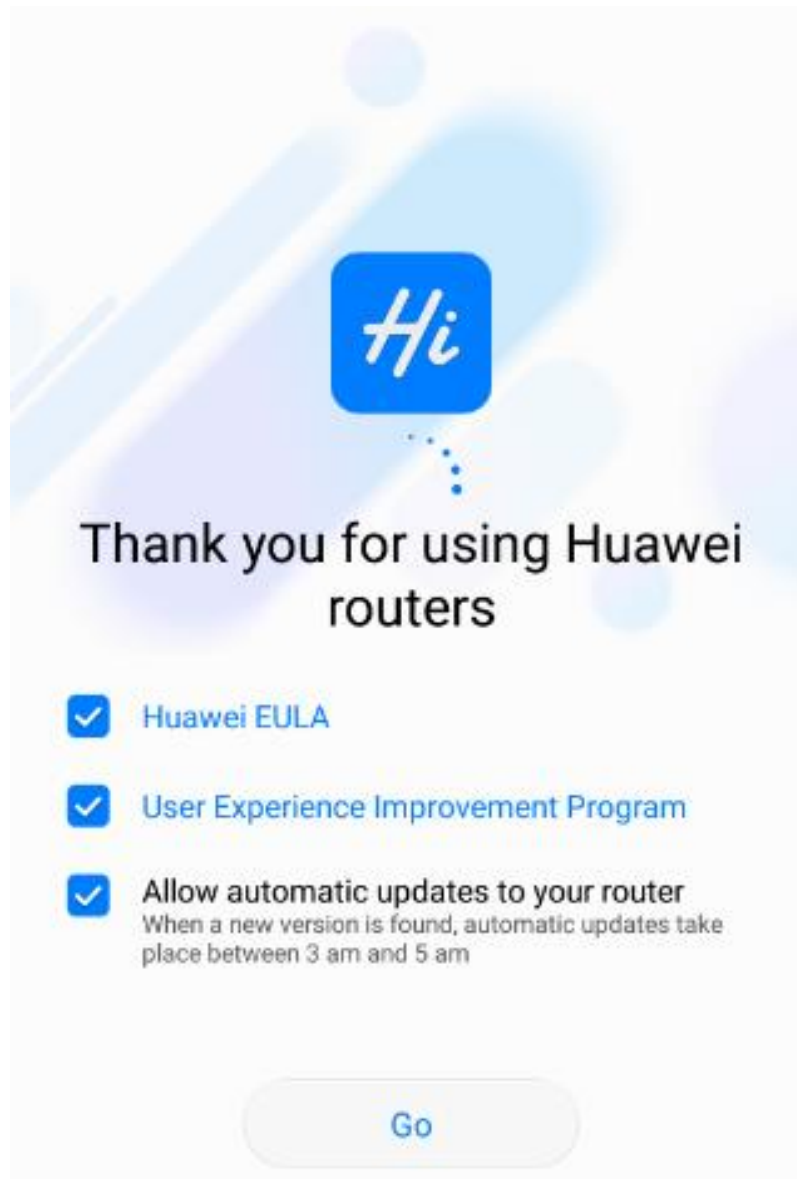 Hi
Thank you for using Huawei
routers
Huawei EULA
User Experience Improvement Program
Allow automatic updates to your router
When a new version is found, automatic updates take
place between 3 am and 5 am
Go